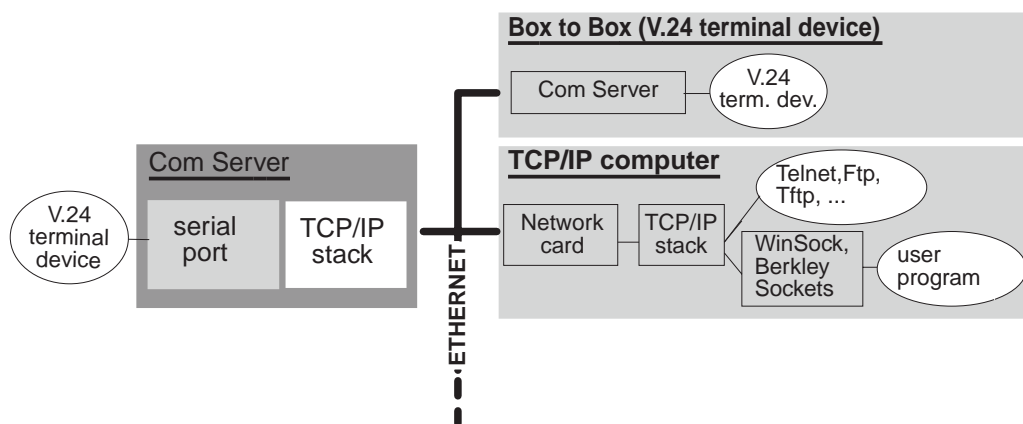 Box to Box (V.24 terminal device)
Com Server
V.24
term. dev.
Com Server
V.24
terminal
device
serial
port
TCP/IP
stack
ETHERNET
TCP/IP computer
Network
card
TCP/IP
stack
Telnet,Ftp,
Tftp, ...
WinSock,
Berkley
Sockets
user
program